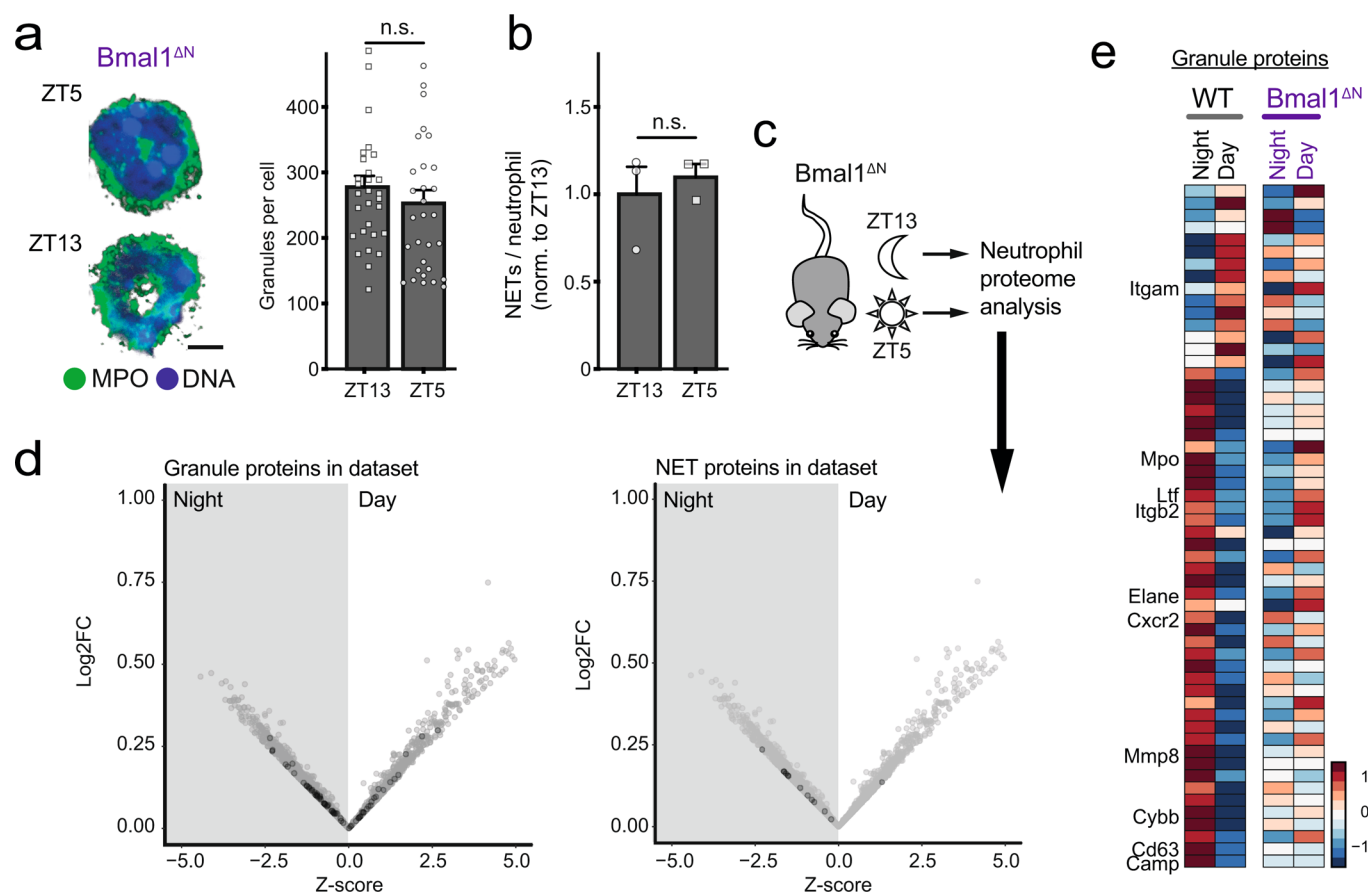 a
Bmal1ΔN
ZT5
ZT13
MPO DNA
n.s.
Granules per cell
400
300
200
100
0
ZT13 ZT5
b
n.s.
NETs / neutrophil
(norm. to ZT13)
1.5
1.0
0.5
0
ZT13 ZT5
c
Bmal1ΔN
ZT13
ZT5
Neutrophil
proteome
analysis
d
Granule proteins in dataset
Night Day
Log2FC
1.00
0.75
0.50
0.25
0.00
−5.0 −2.5 0.0 2.5 5.0
Z-score
NET proteins in dataset
Night Day
Log2FC
1.00
0.75
0.50
0.25
0.00
−5.0 −2.5 0.0 2.5 5.0
Z-score
e
Granule proteins
WT Bmal1ΔN
Night Day Night Day
Itgam
Mpo
Ltf
Itgb2
Elane
Cxcr2
Mmp8
Cybb
Cd63
Camp
1
0
−1